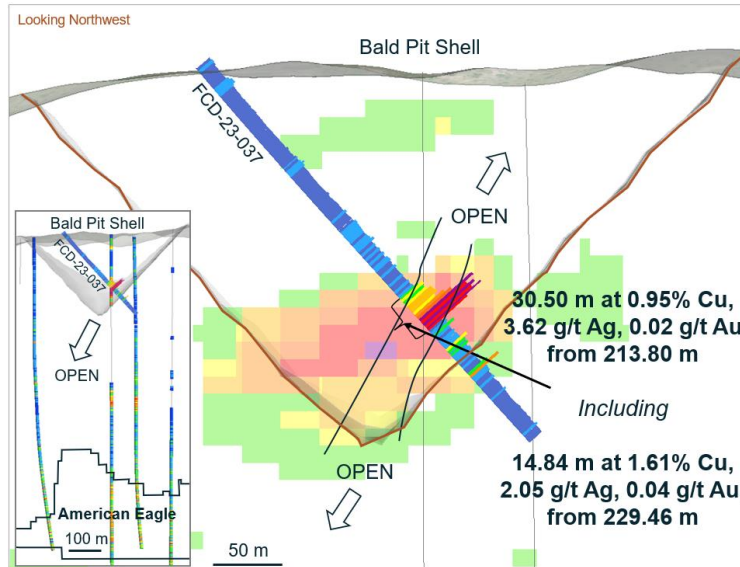 Looking Northwest
Bald Pit Shell
FCD-23-037
OPEN
30.50 m at 0.95% Cu,
3.62 g/t Ag, 0.02 g/t Au
from 213.80 m
Including
14.84 m at 1.61% Cu,
2.05 g/t Ag, 0.04 g/t Au
from 229.46 m
OPEN
50 m
Bald Pit Shell
FCD-23-037
OPEN
American Eagle
100 m